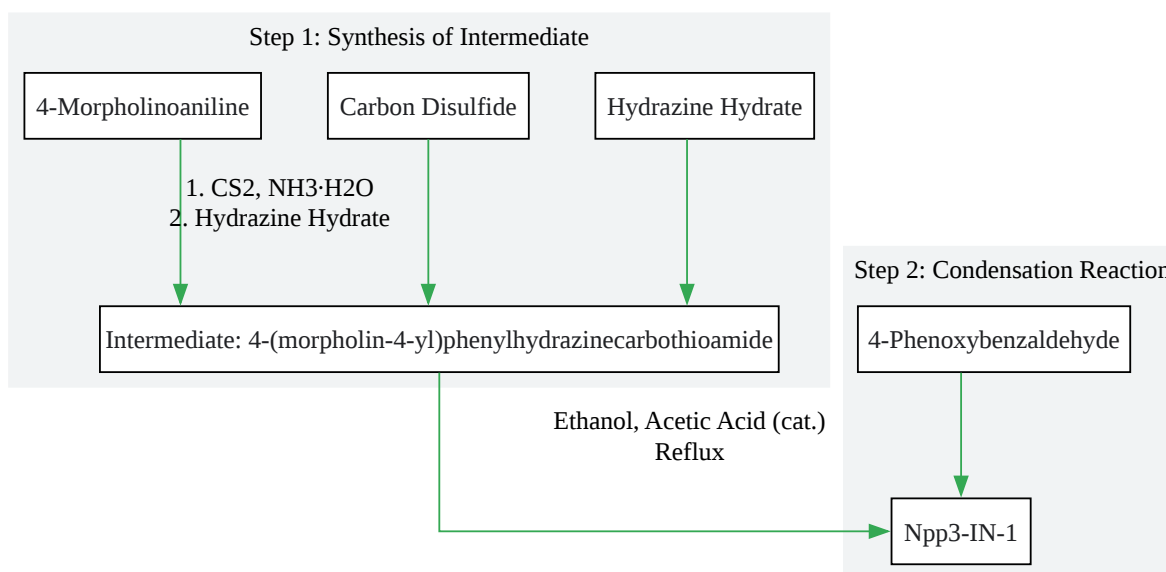 Step 1: Synthesis of Intermediate
4-Morpholinoaniline
Carbon Disulfide
Hydrazine Hydrate
1. CS2, NH3·H2O
2. Hydrazine Hydrate
Intermediate: 4-(morpholin-4-yl)phenylhydrazinecarbothioamide
Step 2: Condensation Reaction
4-Phenoxybenzaldehyde
Ethanol, Acetic Acid (cat.)
Reflux
Npp3-IN-1